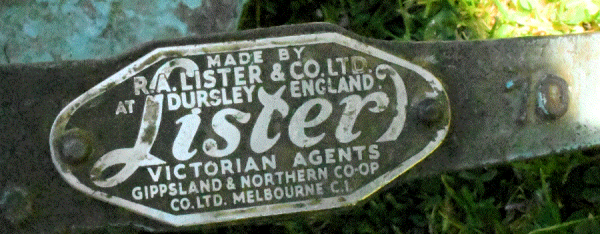 MADE BY
R.A. LISTER & CO. LTD.
AT DURSLEY ENGLAND.
Lister
VICTORIAN AGENTS
GIPPSLAND & NORTHERN CO-OP
CO. LTD. MELBOURNE C.1.